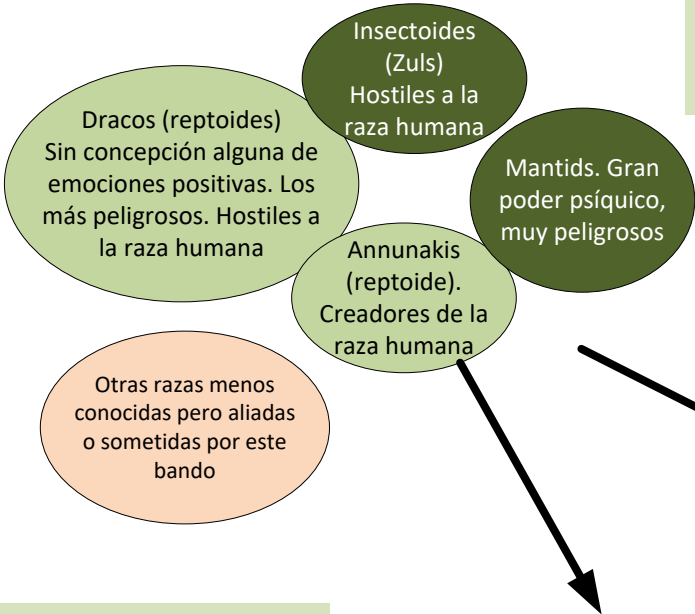 Insectoides
(Zuls)
Hostiles a la
raza humana
Dracos (reptoides)
Sin concepción alguna de
emociones positivas. Los
más peligrosos. Hostiles a
la raza humana
Mantids. Gran
poder psíquico,
muy peligrosos
Annunakis
(reptoide).
Creadores de la
raza humana
Otras razas menos
conocidas pero aliadas
o sometidas por este
bando